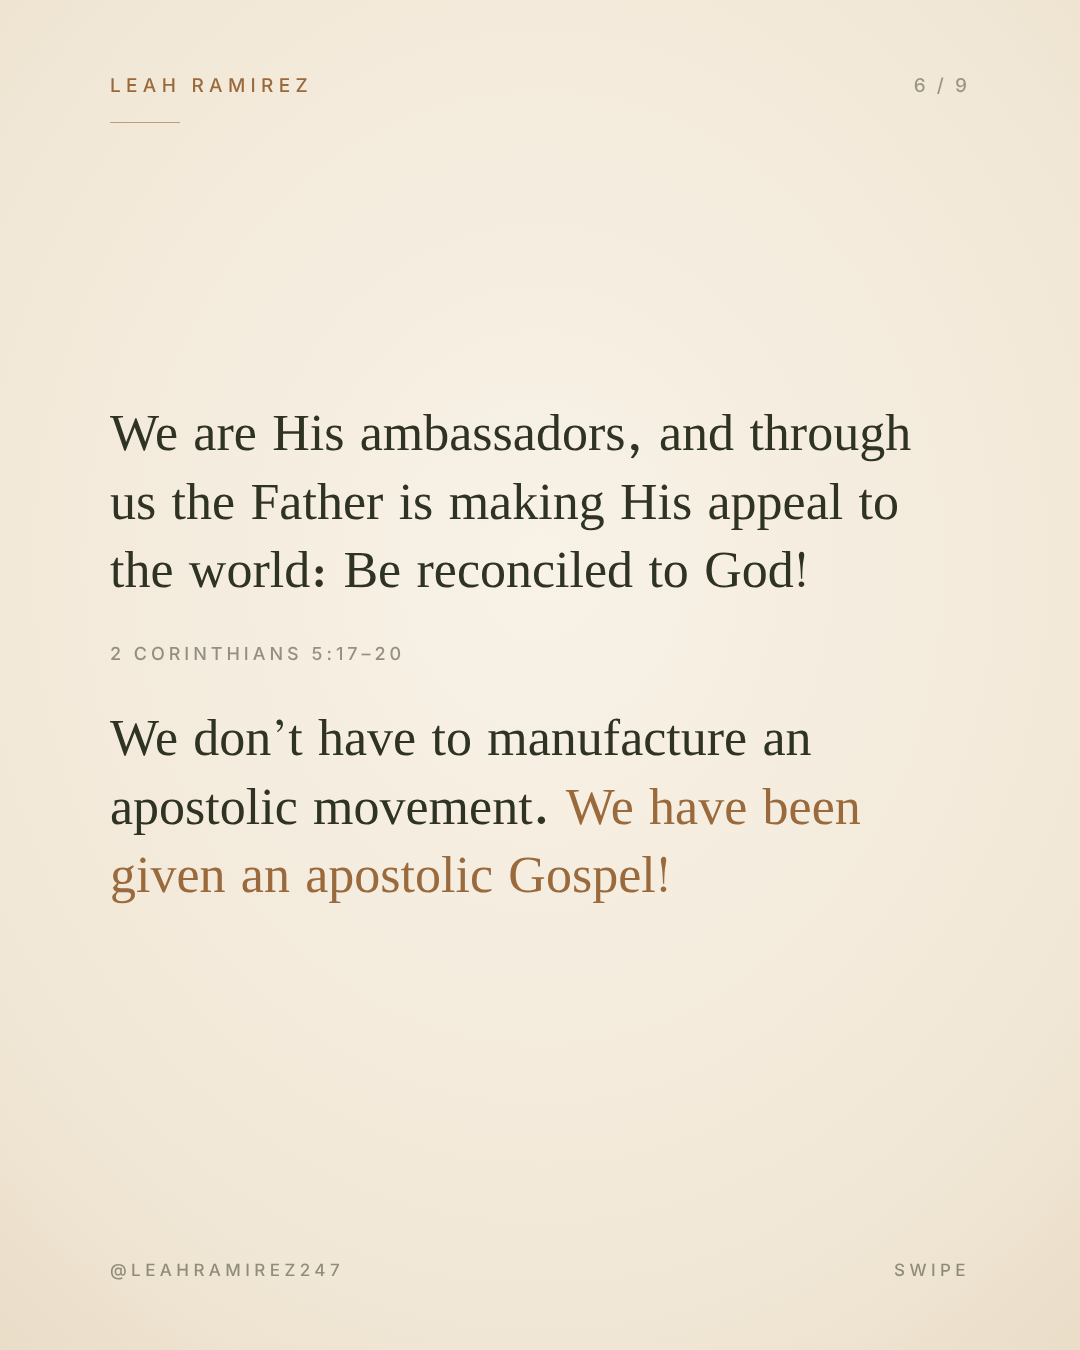 LEAH RAMIREZ
6 / 9
We are His ambassadors, and through
us the Father is making His appeal to
the world: Be reconciled to God!
2 CORINTHIANS 5:17–20
We don’t have to manufacture an
apostolic movement. We have been
given an apostolic Gospel!
@LEAHRAMIREZ247
SWIPE